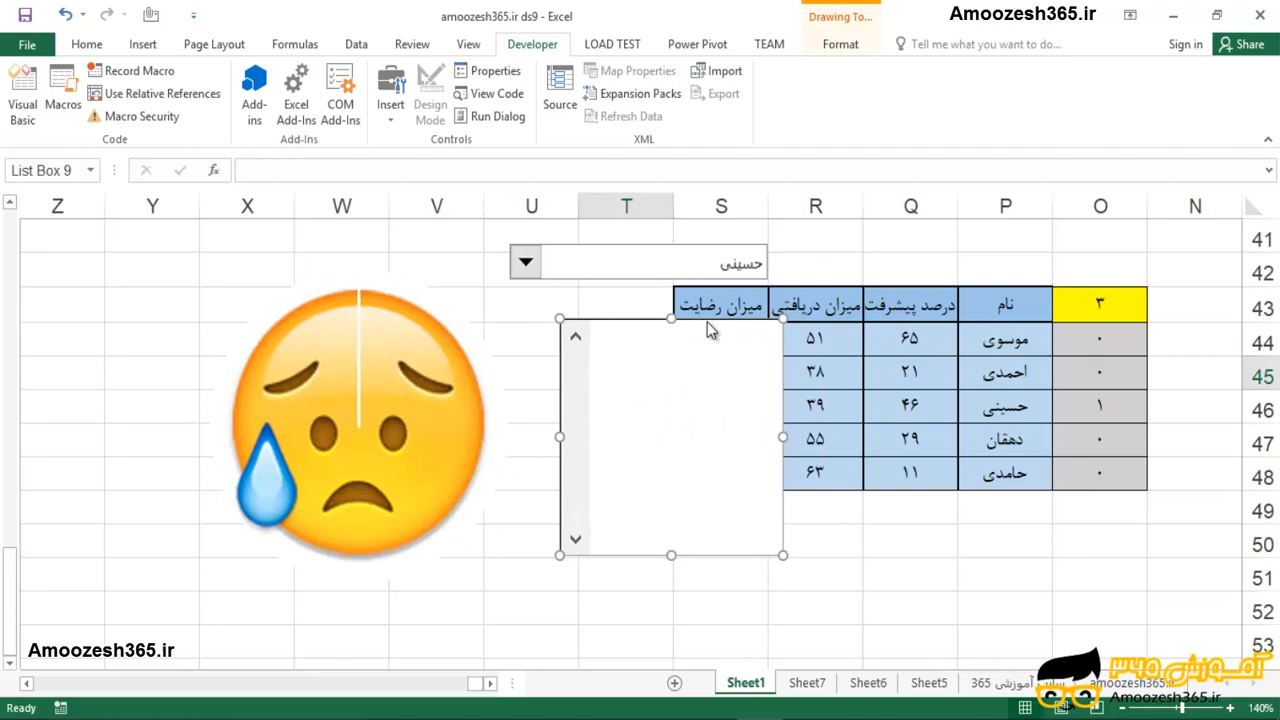 amoozesh365.ir ds9 - Excel
Drawing To...
Amoozesh365.ir
File Home Insert Page Layout Formulas Data Review View Developer LOAD TEST Power Pivot TEAM Format Tell me what you want to do... Sign in Share
Visual Basic
Macros
Record Macro
Use Relative References
Macro Security
Code
Add-ins
Excel Add-Ins
COM Add-Ins
Add-Ins
Insert
Design Mode
Properties
View Code
Run Dialog
Controls
Source
Map Properties
Expansion Packs
Refresh Data
Import
Export
XML
List Box 9
fx
Z Y X W V U T S R Q P O N
41
حسینی
42
۳ نام درصد پیشرفت میزان دریافتی میزان رضایت
43
۰ موسوی ۶۵ ۵۱
44
۰ احمدی ۲۱ ۳۸
45
۱ حسینی ۴۶ ۳۹
46
۰ دهقان ۲۹ ۵۵
47
۰ حامدی ۱۱ ۶۳
48
49
50
51
52
53
Amoozesh365.ir
آموزش ۳۶۵
Amoozesh365.ir
Sheet1 Sheet7 Sheet6 Sheet5
Ready
140%